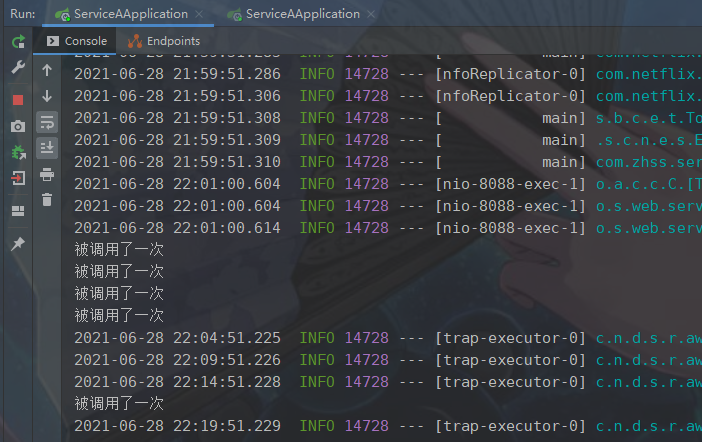 Run: ServiceAApplication × ServiceAApplication ×
Console Endpoints
INFO 14728 --- [ main] com.netflix.
2021-06-28 21:59:51.286 INFO 14728 --- [nfoReplicator-0] com.netflix.
2021-06-28 21:59:51.306 INFO 14728 --- [nfoReplicator-0] com.netflix.
2021-06-28 21:59:51.308 INFO 14728 --- [ main] s.b.c.e.t.To
2021-06-28 21:59:51.309 INFO 14728 --- [ main] .s.c.n.e.s.E
2021-06-28 21:59:51.310 INFO 14728 --- [ main] com.zhss.ser
2021-06-28 22:01:00.604 INFO 14728 --- [nio-8088-exec-1] o.a.c.c.C.[T
2021-06-28 22:01:00.604 INFO 14728 --- [nio-8088-exec-1] o.s.web.serv
2021-06-28 22:01:00.614 INFO 14728 --- [nio-8088-exec-1] o.s.web.serv
被调用了一次
被调用了一次
被调用了一次
被调用了一次
2021-06-28 22:04:51.225 INFO 14728 --- [trap-executor-0] c.n.d.s.r.aw
2021-06-28 22:09:51.226 INFO 14728 --- [trap-executor-0] c.n.d.s.r.aw
2021-06-28 22:14:51.228 INFO 14728 --- [trap-executor-0] c.n.d.s.r.aw
被调用了一次
2021-06-28 22:19:51.229 INFO 14728 --- [trap-executor-0] c.n.d.s.r.aw